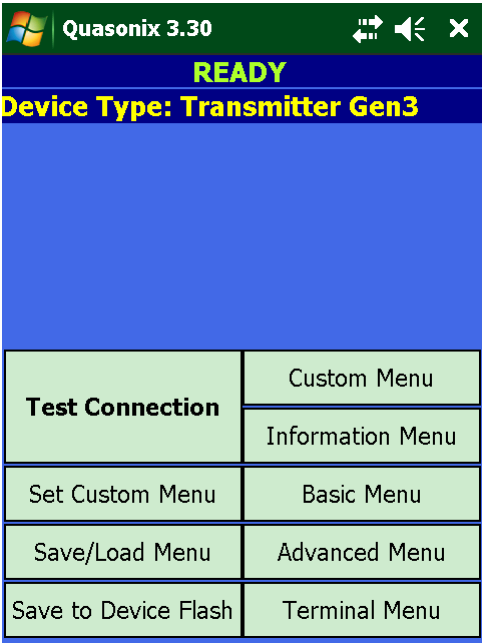 Quasonix 3.30
READY
Device Type: Transmitter Gen3
Test Connection
Custom Menu
Information Menu
Set Custom Menu
Basic Menu
Save/Load Menu
Advanced Menu
Save to Device Flash
Terminal Menu